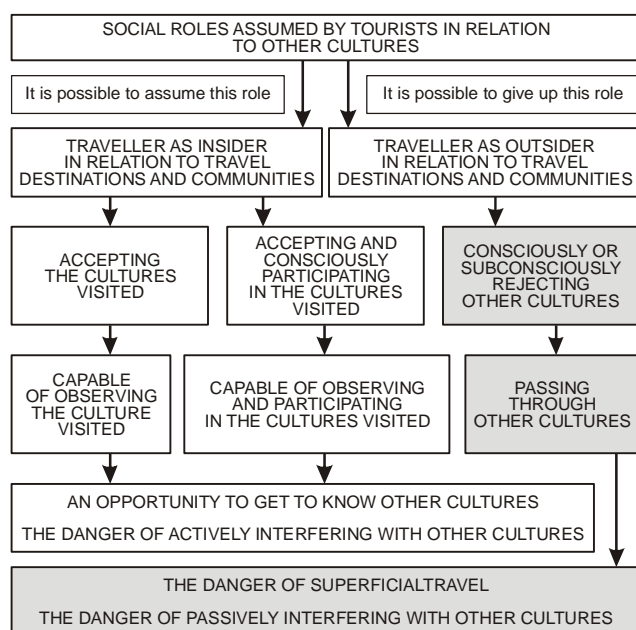 SOCIAL ROLES ASSUMED BY TOURISTS IN RELATION
TO OTHER CULTURES
It is possible to assume this role
It is possible to give up this role
TRAVELLER AS INSIDER
IN RELATION TO TRAVEL
DESTINATIONS AND COMMUNITIES
TRAVELLER AS OUTSIDER
IN RELATION TO TRAVEL
DESTINATIONS AND COMMUNITIES
ACCEPTING
THE CULTURES
VISITED
ACCEPTING AND
CONSCIOUSLY
PARTICIPATING
IN THE CULTURES
VISITED
CONSCIOUSLY OR
SUBCONSCIOUSLY
REJECTING
OTHER CULTURES
CAPABLE
OF OBSERVING
THE CULTURE
VISITED
CAPABLE OF OBSERVING
AND PARTICIPATING
IN THE CULTURES VISITED
PASSING
THROUGH
OTHER CULTURES
AN OPPORTUNITY TO GET TO KNOW OTHER CULTURES
THE DANGER OF ACTIVELY INTERFERING WITH OTHER CULTURES
THE DANGER OF SUPERFICIALTRAVEL
THE DANGER OF PASSIVELY INTERFERING WITH OTHER CULTURES